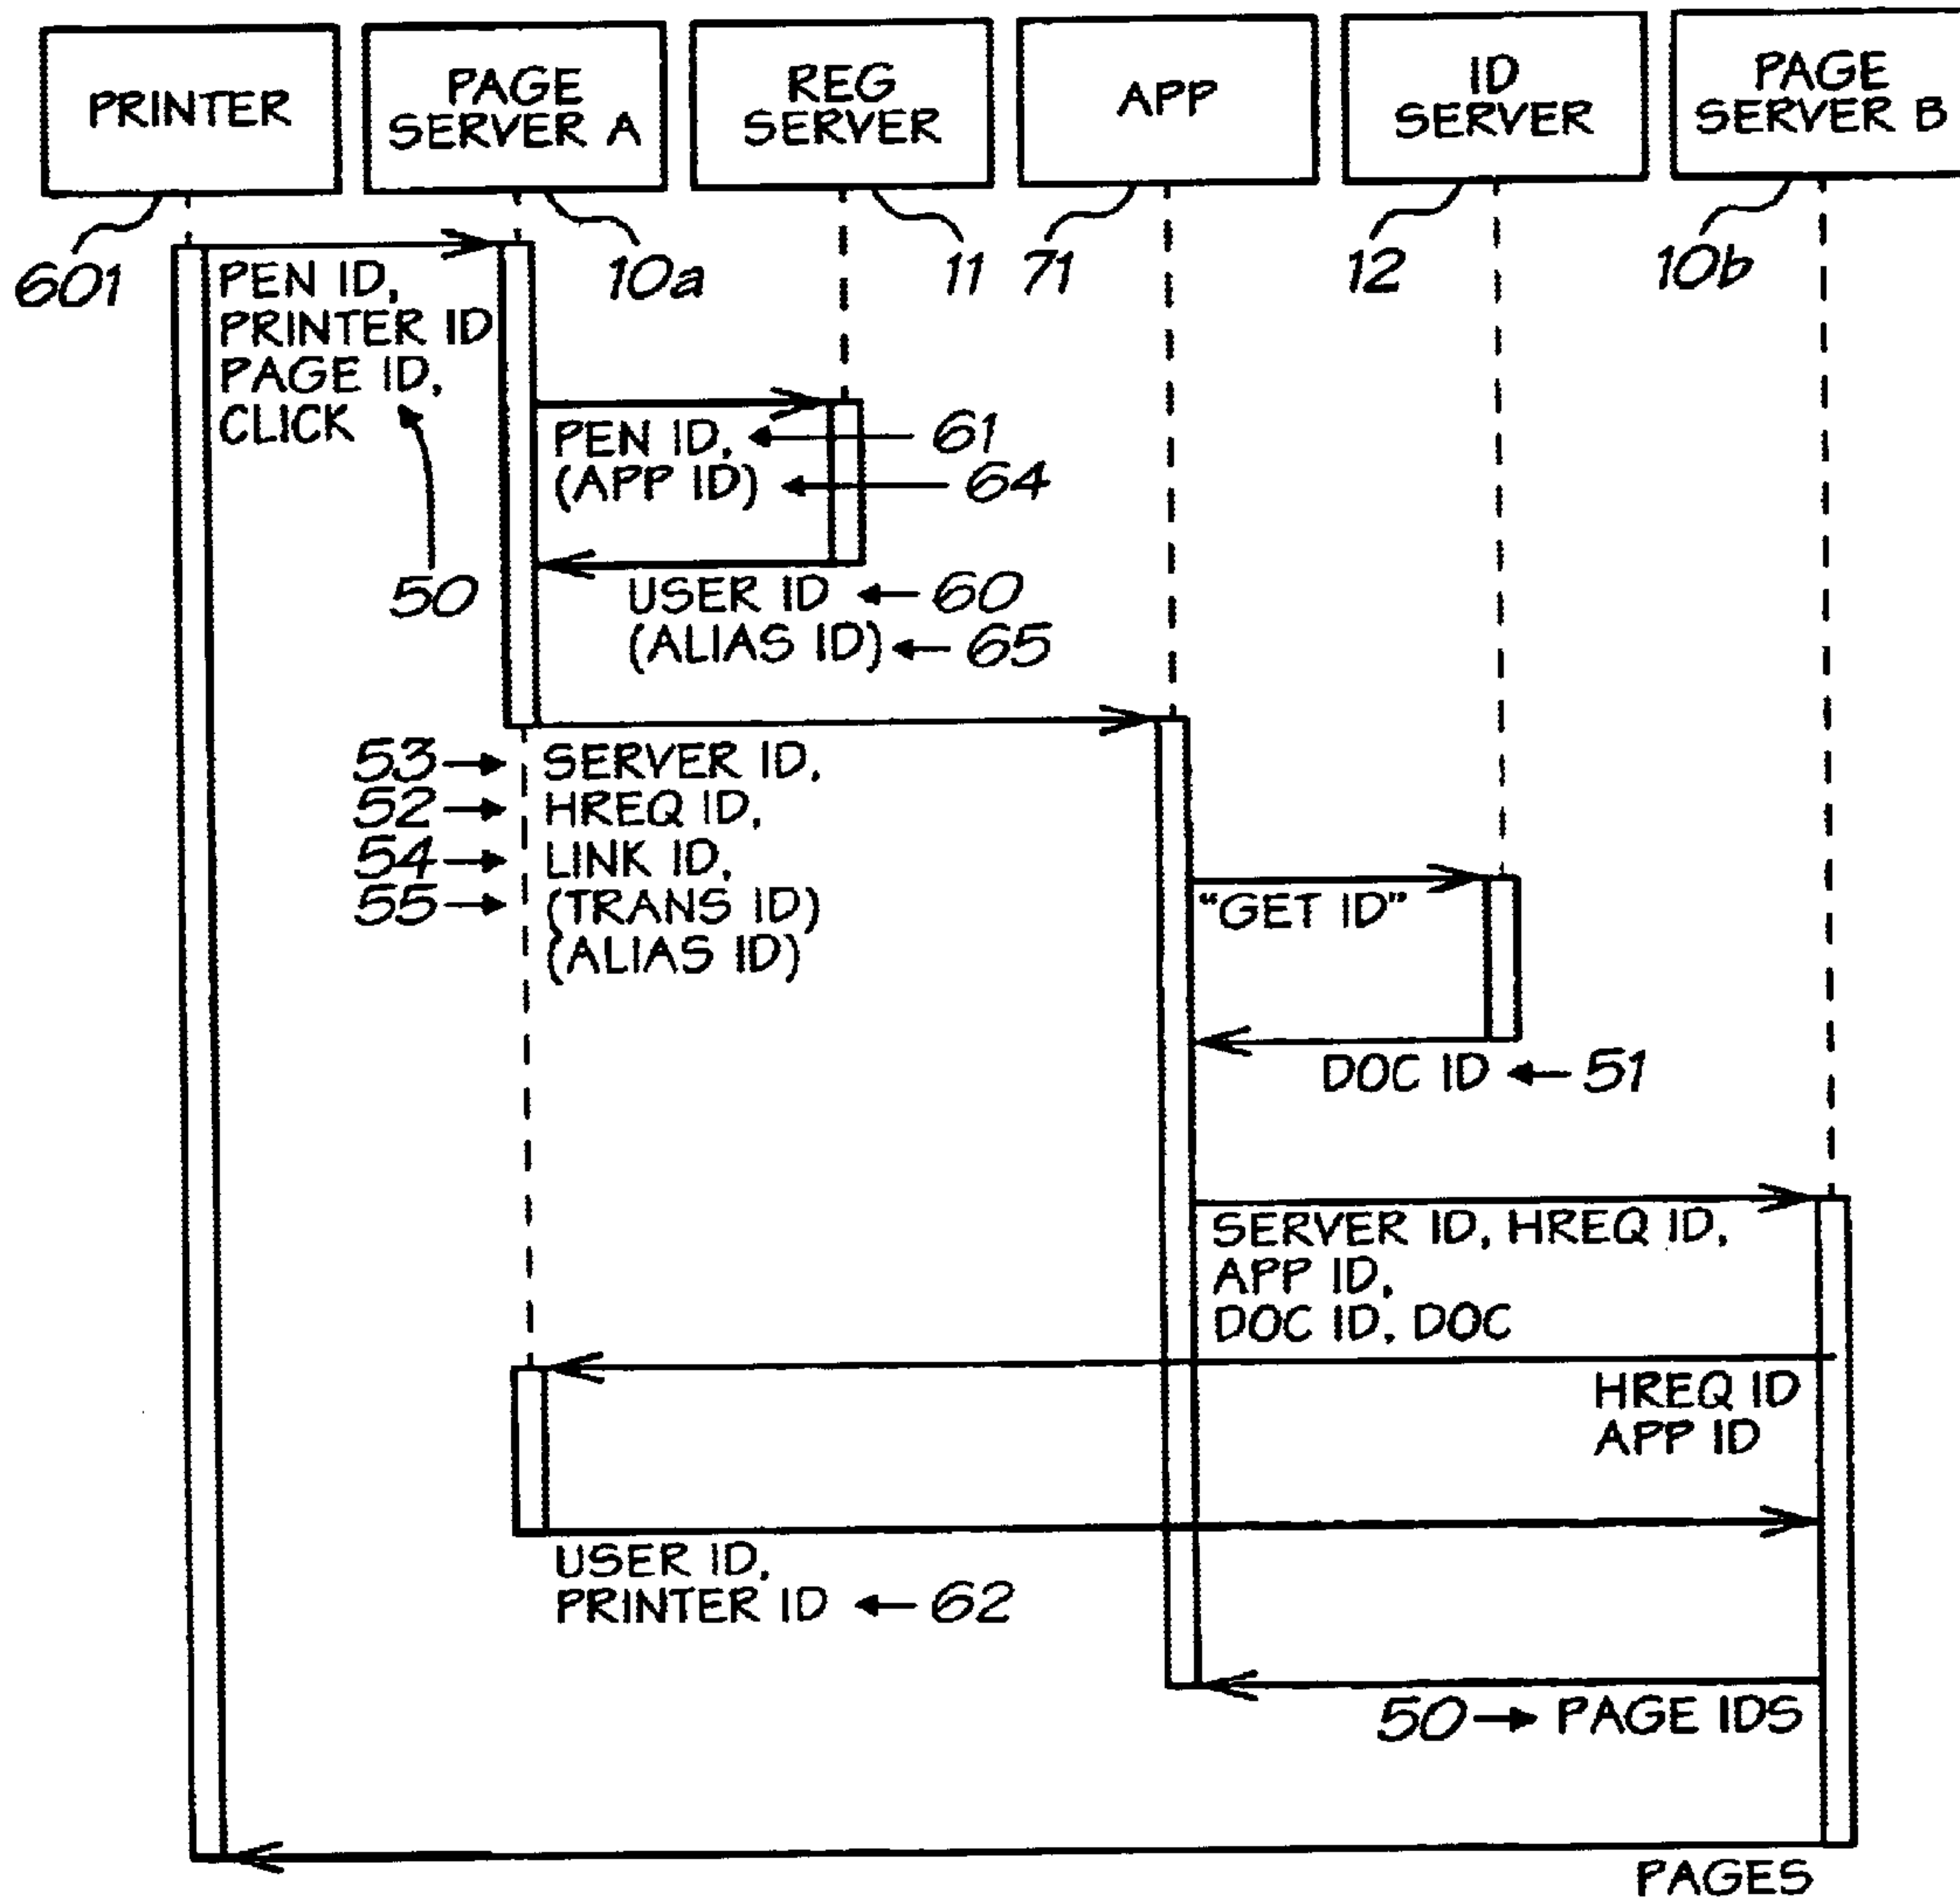 PRINTER
PAGE
SERVER A
REG
SERVER
APP
ID
SERVER
PAGE
SERVER B
601
10a
11
71
12
10b
PEN ID,
PRINTER ID
PAGE ID,
CLICK
50
PEN ID, 61
(APP ID) 64
USER ID 60
(ALIAS ID) 65
53 SERVER ID,
52 HREQ ID,
54 LINK ID,
55 (TRANS ID)
(ALIAS ID)
"GET ID"
DOC ID 51
SERVER ID, HREQ ID,
APP ID,
DOC ID, DOC
HREQ ID
APP ID
USER ID,
PRINTER ID 62
50 PAGE IDS
PAGES